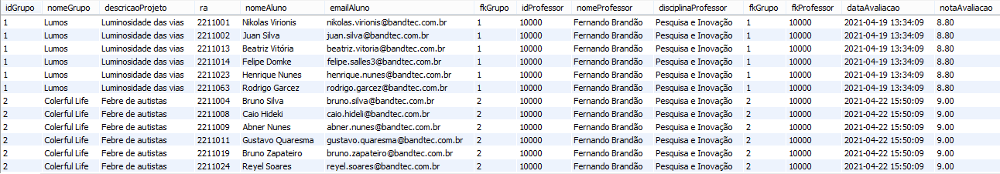 idGrupo nomeGrupo descricaoProjeto ra nomeAluno emailAluno fkGrupo idProfessor nomeProfessor disciplinaProfessor fkGrupo fkProfessor dataAvaliacao notaAvaliacao
1 Lumos Luminosidade das vias 2211001 Nikolas Virionis nikolas.virionis@bandtec.com.br 1 10000 Fernando Brandão Pesquisa e Inovação 1 10000 2021-04-19 13:34:09 8.80
1 Lumos Luminosidade das vias 2211002 Juan Silva juan.silva@bandtec.com.br 1 10000 Fernando Brandão Pesquisa e Inovação 1 10000 2021-04-19 13:34:09 8.80
1 Lumos Luminosidade das vias 2211013 Beatriz Vitória beatriz.vitoria@bandtec.com.br 1 10000 Fernando Brandão Pesquisa e Inovação 1 10000 2021-04-19 13:34:09 8.80
1 Lumos Luminosidade das vias 2211014 Felipe Domke felipe.salles3@bandtec.com.br 1 10000 Fernando Brandão Pesquisa e Inovação 1 10000 2021-04-19 13:34:09 8.80
1 Lumos Luminosidade das vias 2211023 Henrique Nunes henrique.nunes@bandtec.com.br 1 10000 Fernando Brandão Pesquisa e Inovação 1 10000 2021-04-19 13:34:09 8.80
1 Lumos Luminosidade das vias 2211063 Rodrigo Garcez rodrigo.garcez@bandtec.com.br 1 10000 Fernando Brandão Pesquisa e Inovação 1 10000 2021-04-19 13:34:09 8.80
2 Colerful Life Febre de autistas 2211004 Bruno Silva bruno.silva@bandtec.com.br 2 10000 Fernando Brandão Pesquisa e Inovação 2 10000 2021-04-22 15:50:09 9.00
2 Colerful Life Febre de autistas 2211008 Caio Hideki caio.hideli@bandtec.com.br 2 10000 Fernando Brandão Pesquisa e Inovação 2 10000 2021-04-22 15:50:09 9.00
2 Colerful Life Febre de autistas 2211009 Abner Nunes abner.nunes@bandtec.com.br 2 10000 Fernando Brandão Pesquisa e Inovação 2 10000 2021-04-22 15:50:09 9.00
2 Colerful Life Febre de autistas 2211011 Gustavo Quaresma gustavo.quaresma@bandtec.com.br 2 10000 Fernando Brandão Pesquisa e Inovação 2 10000 2021-04-22 15:50:09 9.00
2 Colerful Life Febre de autistas 2211019 Bruno Zapateiro bruno.zapateiro@bandtec.com.br 2 10000 Fernando Brandão Pesquisa e Inovação 2 10000 2021-04-22 15:50:09 9.00
2 Colerful Life Febre de autistas 2211024 Reyel Soares reyel.soares@bandtec.com.br 2 10000 Fernando Brandão Pesquisa e Inovação 2 10000 2021-04-22 15:50:09 9.00